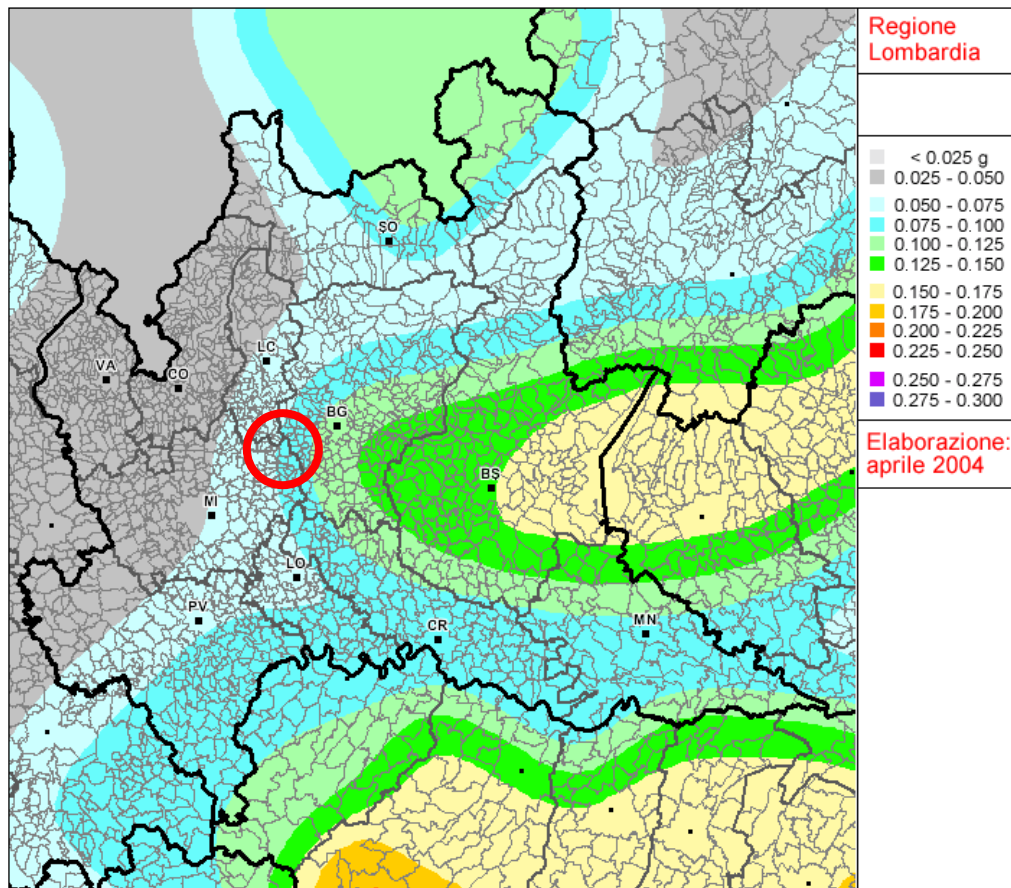 Regione
Lombardia
< 0.025 g
0.025 - 0.050
0.050 - 0.075
0.075 - 0.100
0.100 - 0.125
0.125 - 0.150
0.150 - 0.175
0.175 - 0.200
0.200 - 0.225
0.225 - 0.250
0.250 - 0.275
0.275 - 0.300
Elaborazione:
aprile 2004
SO
LC
VA
CO
BG
BS
MI
LO
PV
CR
MN